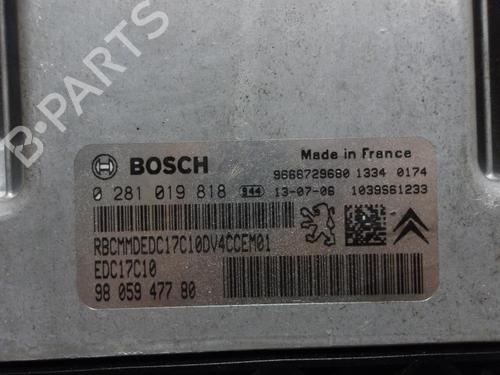 B-PARTS
BOSCH
Made in France
9666729680 1334 0174
0 281 019 818 944 13-07-06 1039S61233
RBCMMDEDC17C10DV4CCEM01
EDC17C10
98 059 477 80